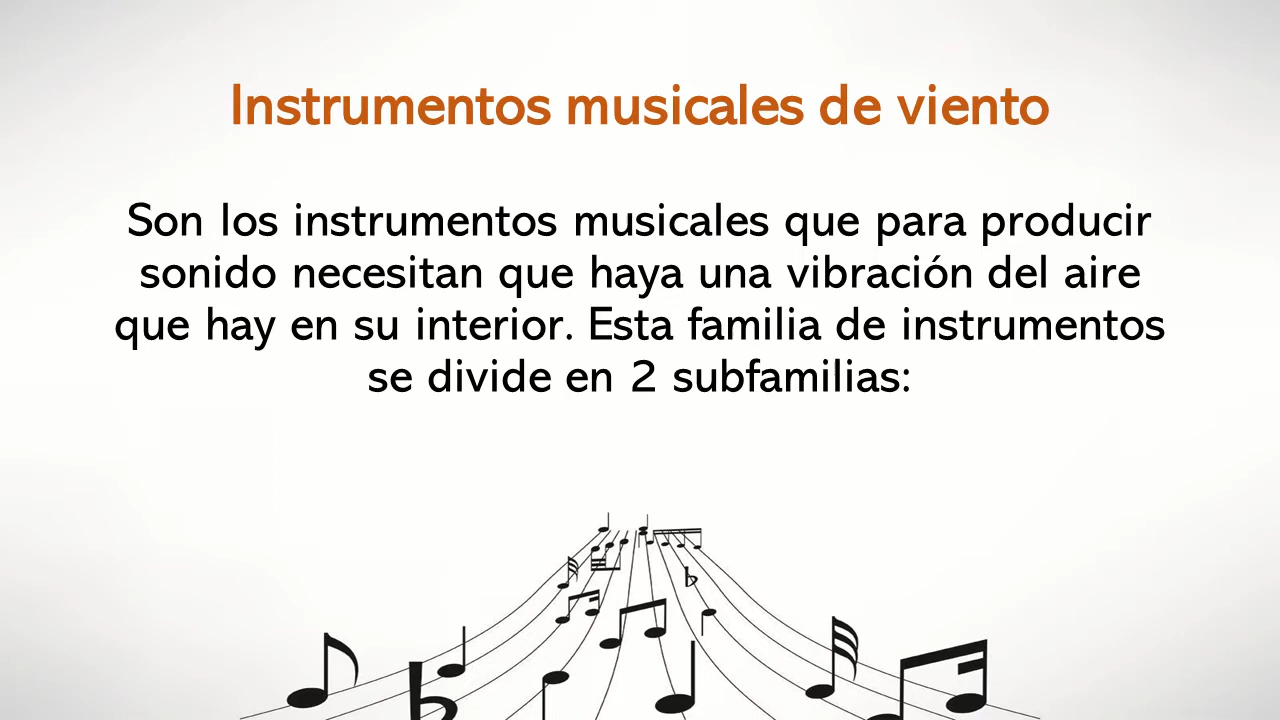 Instrumentos musicales de viento
Son los instrumentos musicales que para producir
sonido necesitan que haya una vibración del aire
que hay en su interior. Esta familia de instrumentos
se divide en 2 subfamilias: